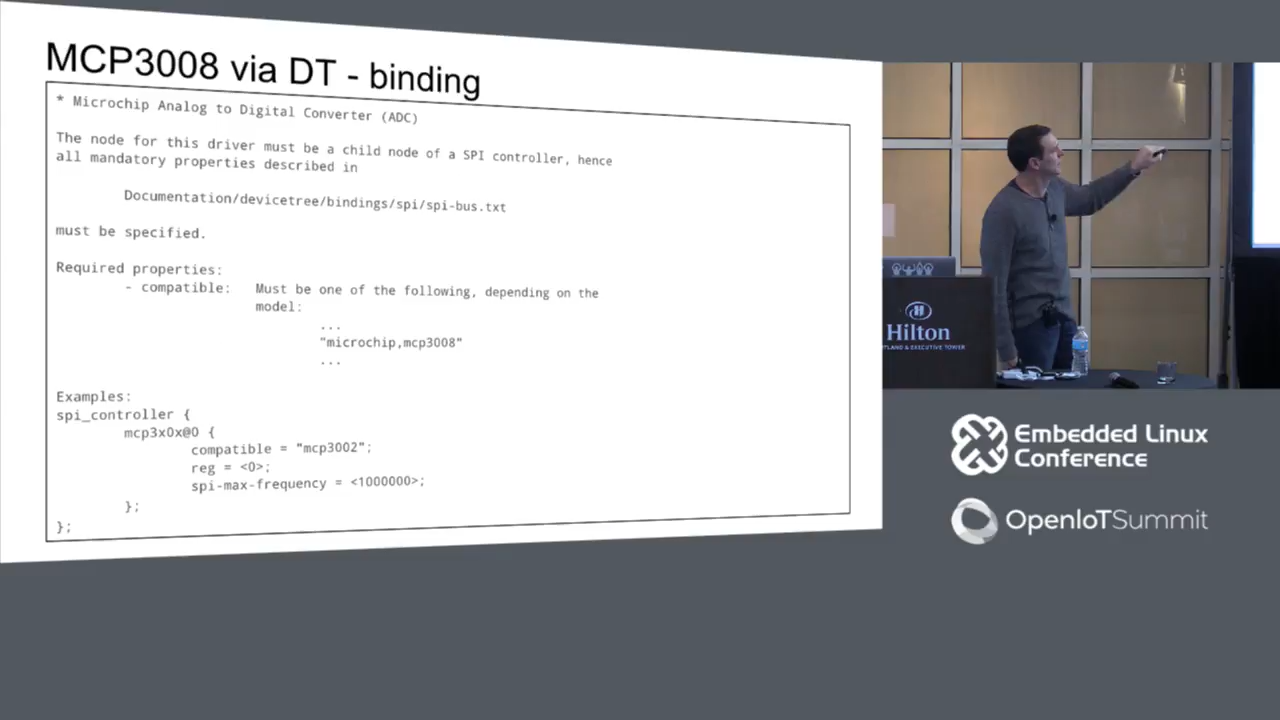 MCP3008 via DT - binding
* Microchip Analog to Digital Converter (ADC)
The node for this driver must be a child node of a SPI controller, hence
all mandatory properties described in
Documentation/devicetree/bindings/spi/spi-bus.txt
must be specified.
Required properties:
- compatible: Must be one of the following, depending on the
model:
...
"microchip,mcp3008"
...
Examples:
spi_controller {
mcp3x0x@0 {
compatible = "mcp3002";
reg = <0>;
spi-max-frequency = <1000000>;
};
};
Hilton
Embedded Linux
Conference
OpenIoTSummit